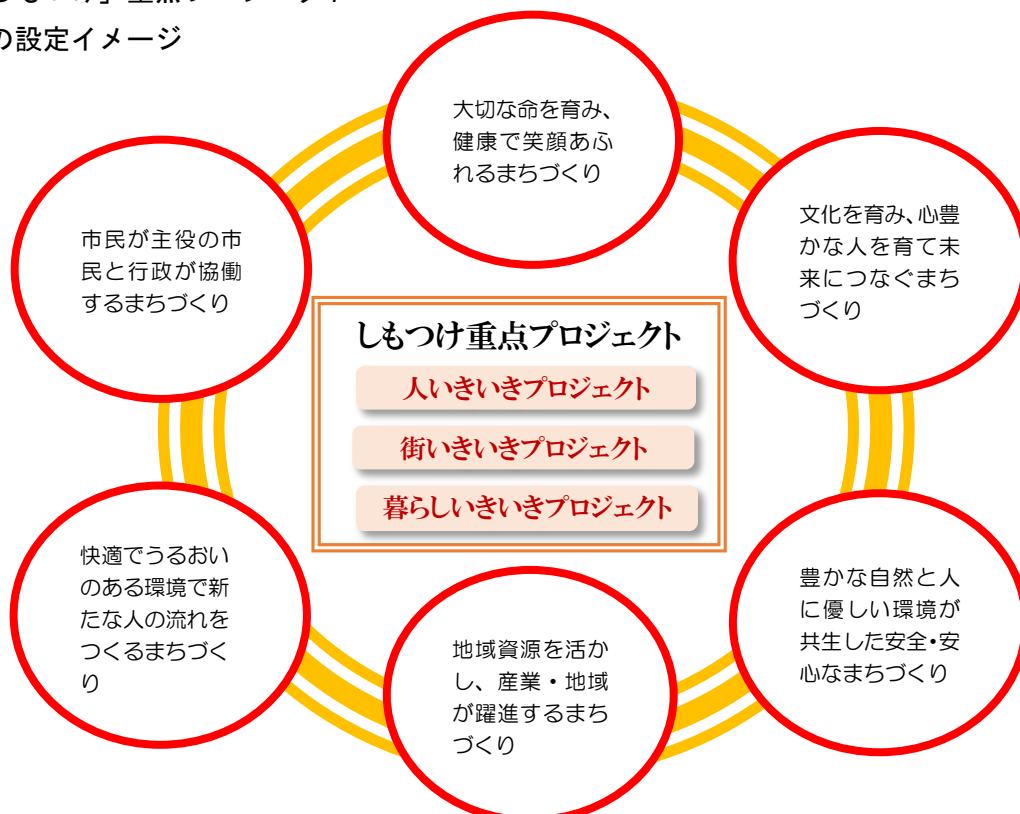 の設定イメージ
大切な命を育み、
健康で笑顔あふ
れるまちづくり
文化を育み、心豊
かな人を育て未
来につなぐまち
づくり
市民が主役の市
民と行政が協働
するまちづくり
しもつけ重点プロジェクト
人いきいきプロジェクト
街いきいきプロジェクト
暮らしいきいきプロジェクト
快適でうるおい
のある環境で新
たな人の流れを
つくるまちづく
り
豊かな自然と人
に優しい環境が
共生した安全・安
心なまちづくり
地域資源を活か
し、産業・地域
が躍進するまち
づくり